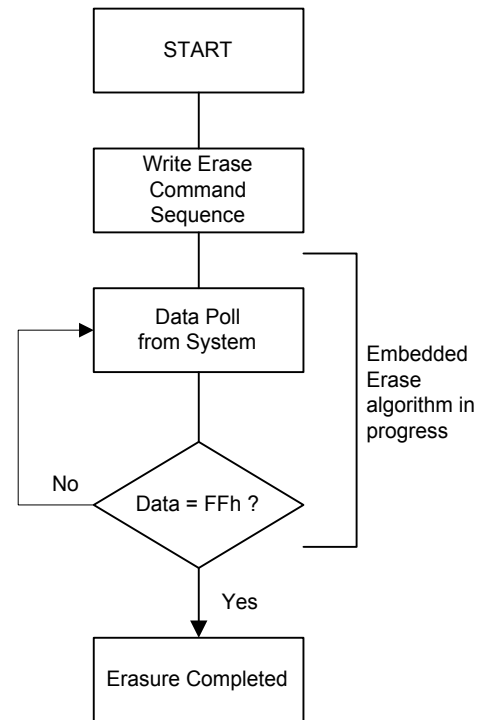 START
Write Erase
Command
Sequence
Data Poll
from System
Embedded
Erase
algorithm in
progress
No
Data = FFh ?
Yes
Erasure Completed